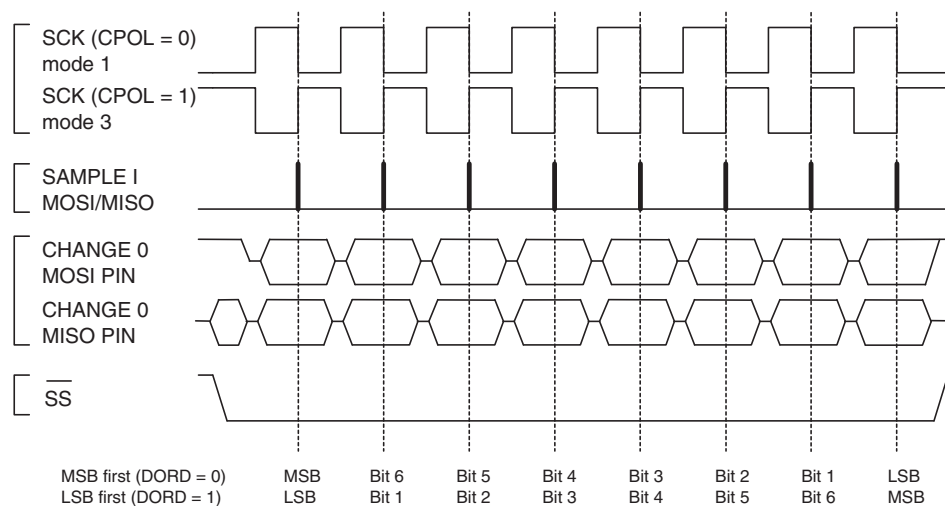 SCK (CPOL = 0)
mode 1
SCK (CPOL = 1)
mode 3
SAMPLE I
MOSI/MISO
CHANGE 0
MOSI PIN
CHANGE 0
MISO PIN
SS
MSB first (DORD = 0) MSB Bit 6 Bit 5 Bit 4 Bit 3 Bit 2 Bit 1 LSB
LSB first (DORD = 1) LSB Bit 1 Bit 2 Bit 3 Bit 4 Bit 5 Bit 6 MSB